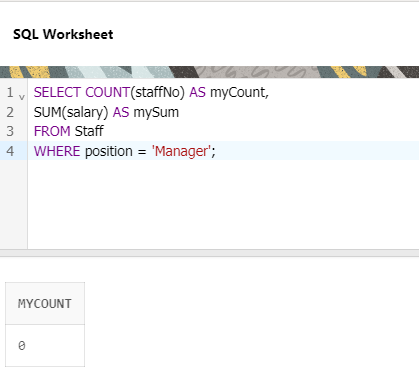 SQL Worksheet
1 SELECT COUNT(staffNo) AS myCount,
2 SUM(salary) AS mySum
3 FROM Staff
4 WHERE position = 'Manager';
MYCOUNT
0